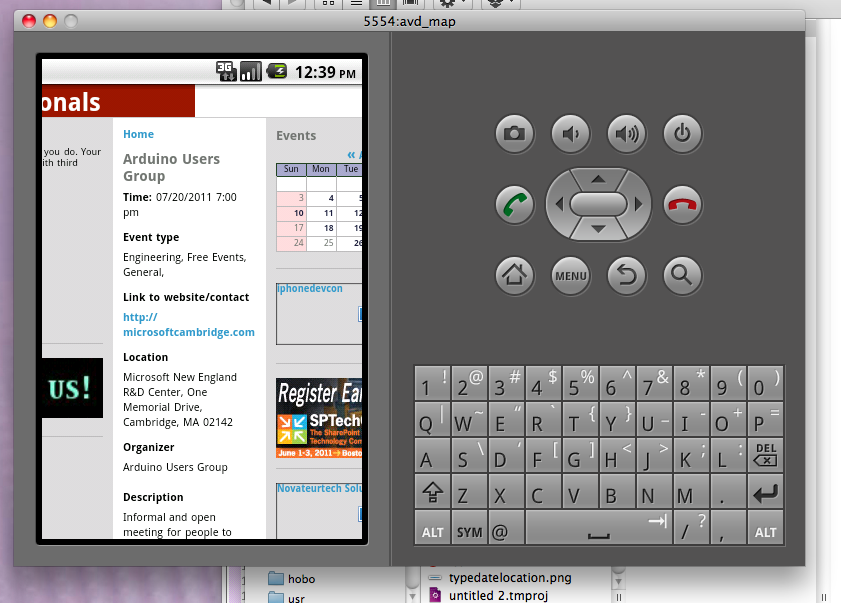 5554:avd_map
3G
12:39 PM
onals
you do. Your
ith third
US!
Home
Arduino Users
Group
Time: 07/20/2011 7:00
pm
Event type
Engineering, Free Events,
General,
Link to website/contact
http://
microsoftcambridge.com
Location
Microsoft New England
R&D Center, One
Memorial Drive,
Cambridge, MA 02142
Organizer
Arduino Users Group
Description
Informal and open
meeting for people to
Events
«
Sun Mon Tue
3 4 5
10 11 12
17 18 19
24 25 26
iphonedevcon
Register Ear
SPTech
The SharePoint
Technology Con
June 1-3, 2011 → Bosto
Novateurtech Solu
MENU
1 ! 2 @ 3 # 4 $ 5 % 6 ^ 7 & 8 * 9 ( 0 )
Q | W ~ E " R ` T { Y } U _ I - O + P =
A S \ D ' F [ G ] H < J > K ; L : DEL
Z X C V B N M .
ALT SYM @ / ? , ALT
hobo
usr
typedatelocation.png
untitled 2.tmproj